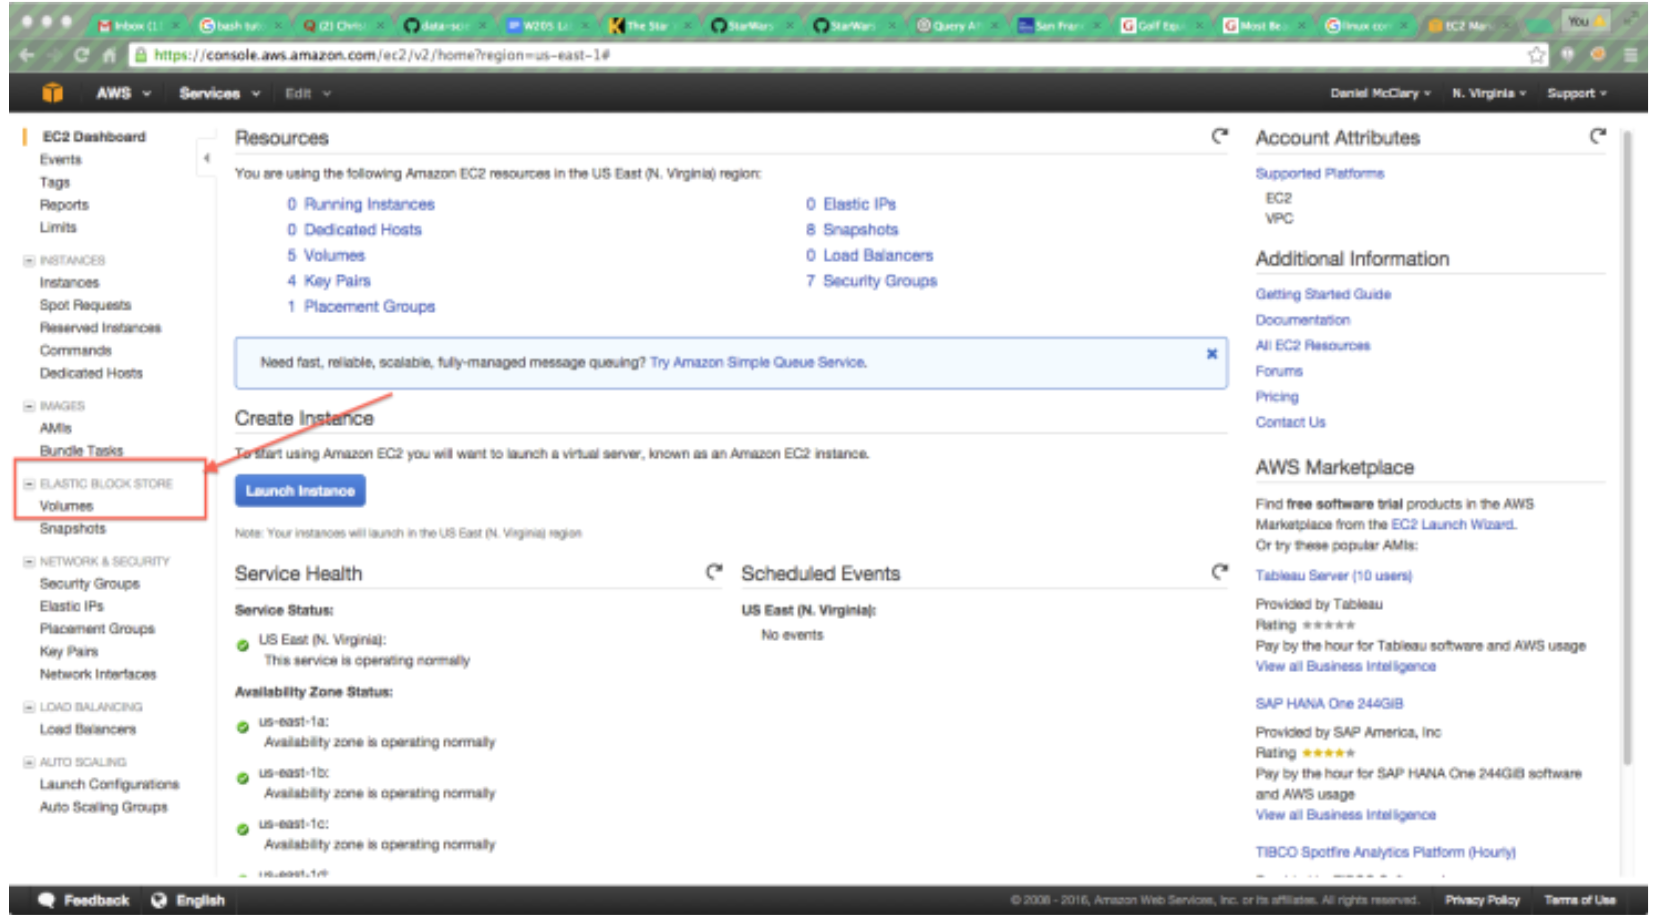 Inbox (1
bash tuto
Q (2) Chris
data-sci
W205 L
The Star
StarWars
StarWars
Query A
San Fran
Golf Equ
Most Be
linux co
EC2 Man
You
https://console.aws.amazon.com/ec2/v2/home?region=us-east-1#
AWS Services Edit
Daniel McClary N. Virginia Support
EC2 Dashboard
Events
Tags
Reports
Limits
INSTANCES
Instances
Spot Requests
Reserved Instances
Commands
Dedicated Hosts
IMAGES
AMIs
Bundle Tasks
ELASTIC BLOCK STORE
Volumes
Snapshots
NETWORK & SECURITY
Security Groups
Elastic IPs
Placement Groups
Key Pairs
Network Interfaces
LOAD BALANCING
Load Balancers
AUTO SCALING
Launch Configurations
Auto Scaling Groups
Resources
You are using the following Amazon EC2 resources in the US East (N. Virginia) region:
0 Running Instances
0 Elastic IPs
0 Dedicated Hosts
8 Snapshots
5 Volumes
0 Load Balancers
4 Key Pairs
7 Security Groups
1 Placement Groups
Need fast, reliable, scalable, fully-managed message queuing? Try Amazon Simple Queue Service.
Create Instance
To start using Amazon EC2 you will want to launch a virtual server, known as an Amazon EC2 instance.
Launch Instance
Note: Your instances will launch in the US East (N. Virginia) region
Service Health
Service Status:
US East (N. Virginia):
This service is operating normally
Availability Zone Status:
us-east-1a:
Availability zone is operating normally
us-east-1b:
Availability zone is operating normally
us-east-1c:
Availability zone is operating normally
us-east-1d:
Scheduled Events
US East (N. Virginia):
No events
Account Attributes
Supported Platforms
EC2
VPC
Additional Information
Getting Started Guide
Documentation
All EC2 Resources
Forums
Pricing
Contact Us
AWS Marketplace
Find free software trial products in the AWS
Marketplace from the EC2 Launch Wizard.
Or try these popular AMIs:
Tableau Server (10 users)
Provided by Tableau
Rating
Pay by the hour for Tableau software and AWS usage
View all Business Intelligence
SAP HANA One 244GiB
Provided by SAP America, Inc
Rating
Pay by the hour for SAP HANA One 244GiB software
and AWS usage
View all Business Intelligence
TIBCO Spotfire Analytics Platform (Hourly)
Feedback English
© 2008 - 2016, Amazon Web Services, Inc. or its affiliates. All rights reserved. Privacy Policy Terms of Use